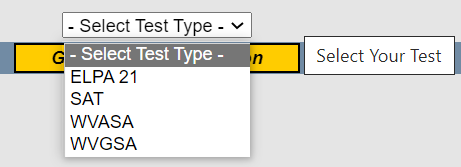 - Select Test Type -
- Select Test Type -
Select Your Test
ELPA 21
SAT
WVASA
WVGSA